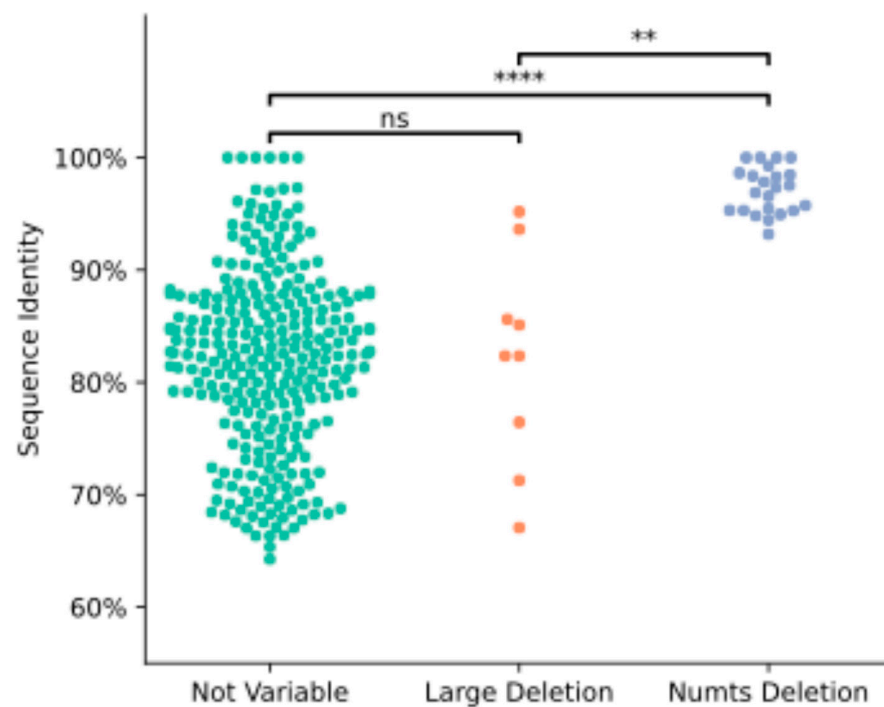 **
****
ns
100%
90%
80%
70%
60%
Sequence Identity
Not Variable
Large Deletion
Numts Deletion